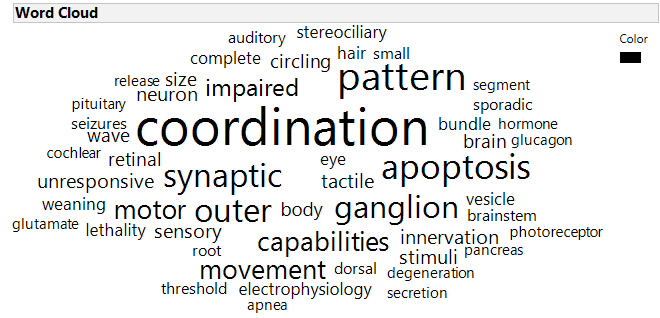 Word Cloud
Color
stereociliary
auditory
complete
circling
hair
small
release
size
impaired
pattern
segment
pituitary
neuron
sporadic
seizures
wave
coordination
bundle
hormone
brain
glucagon
cochlear
retinal
eye
apoptosis
unresponsive
synaptic
tactile
weaning
motor
outer
body
ganglion
vesicle
brainstem
glutamate
lethality
sensory
capabilities
innervation
photoreceptor
root
stimuli
pancreas
movement
dorsal
degeneration
threshold
electrophysiology
secretion
apnea